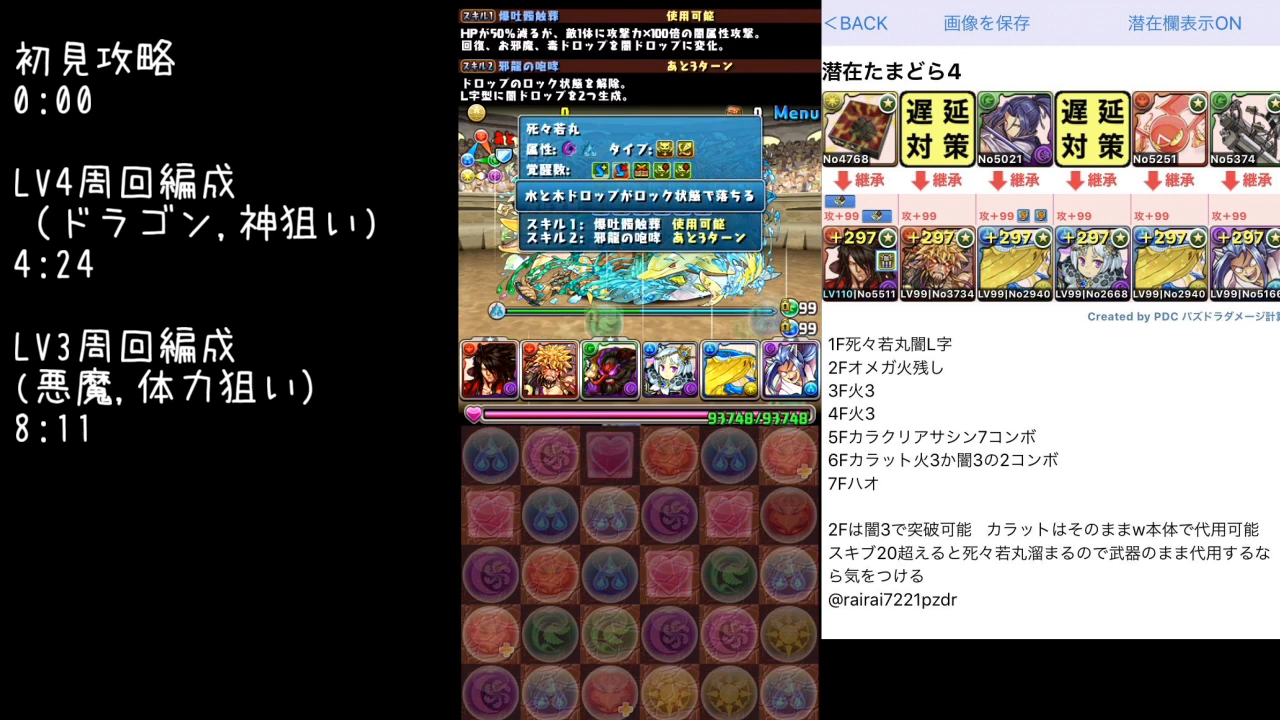 初見攻略
0:00
LV4周回編成
(ドラゴン,神狙い)
4:24
LV3周回編成
(悪魔,体力狙い)
8:11
スキル1 爆吐髑触葬 使用可能
HPが50%減るが、敵1体に攻撃力×100倍の闇属性攻撃。
回復、お邪魔、毒ドロップを闇ドロップに変化。
スキル2 邪龍の咆哮 あと3ターン
ドロップのロック状態を解除。
L字型に闇ドロップを2つ生成。
0 0 Menu
死々若丸
属性: タイプ:
覚醒数:
水と木ドロップがロック状態で落ちる
スキル1: 爆吐髑触葬 使用可能
スキル2: 邪龍の咆哮 あと3ターン
99
99
93748/93748
<BACK 画像を保存 潜在欄表示ON
潜在たまどら4
遅延対策 遅延対策
No4768 No5021 No5251 No5374
継承 継承 継承 継承 継承 継承
攻+99 攻+99 攻+99 攻+99 攻+99 攻+99
+297 +297 +297 +297 +297 +297
LV110|No5511 LV99|No3734 LV99|No2940 LV99|No2668 LV99|No2940 LV99|No5166
Created by PDC パズドラダメージ計
1F死々若丸闇L字
2Fオメガ火残し
3F火3
4F火3
5Fカラクリアサシン7コンボ
6Fカラット火3か闇3の2コンボ
7Fハオ
2Fは闇3で突破可能 カラットはそのままw本体で代用可能
スキブ20超えると死々若丸溜まるので武器のまま代用するな
ら気をつける
@rairai7221pzdr